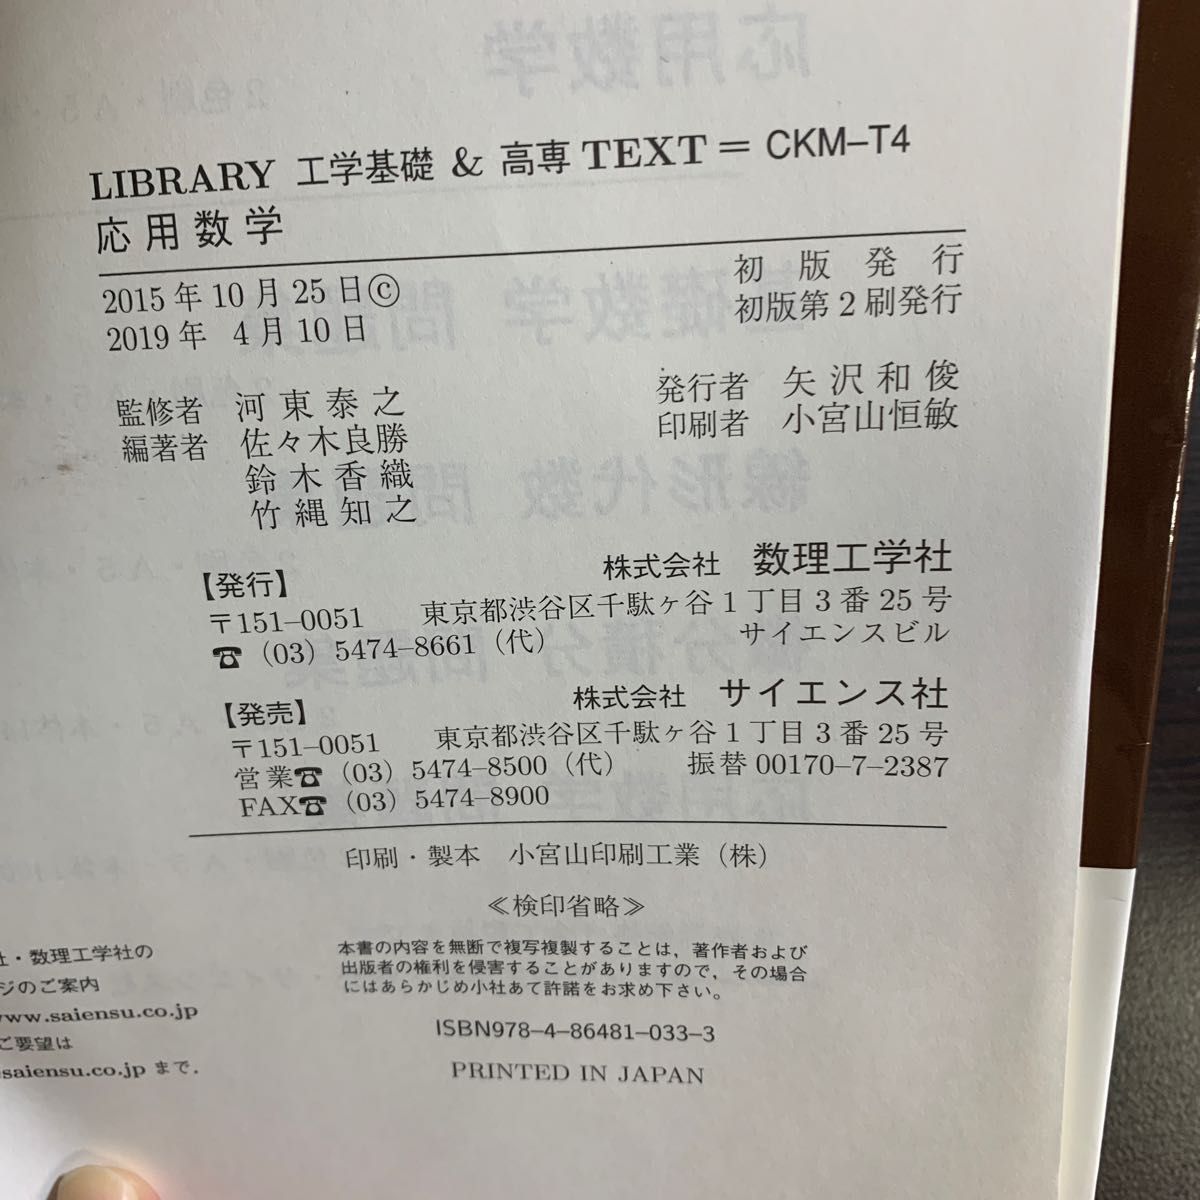 LIBRARY 工学基礎 & 高専 TEXT = CKM–T4
応用数学
2015年10月25日© 初版発行
2019年 4月10日 初版第2刷発行
監修者 河東泰之 発行者 矢沢和俊
編著者 佐々木良勝 印刷者 小宮山恒敏
鈴木香織
竹縄知之
【発行】 株式会社 数理工学社
〒151–0051 東京都渋谷区千駄ヶ谷1丁目3番25号
☎ (03) 5474–8661 (代) サイエンスビル
【発売】 株式会社 サイエンス社
〒151–0051 東京都渋谷区千駄ヶ谷1丁目3番25号
営業☎ (03) 5474–8500 (代) 振替 00170–7–2387
FAX☎ (03) 5474–8900
印刷・製本 小宮山印刷工業 (株)
≪検印省略≫
本書の内容を無断で複写複製することは，著作者および
出版者の権利を侵害することがありますので，その場合
にはあらかじめ小社あて許諾をお求め下さい。
ISBN978–4–86481–033–3
PRINTED IN JAPAN
社・数理工学社の
ジのご案内
www.saiensu.co.jp
ご要望は
saiensu.co.jp まで．